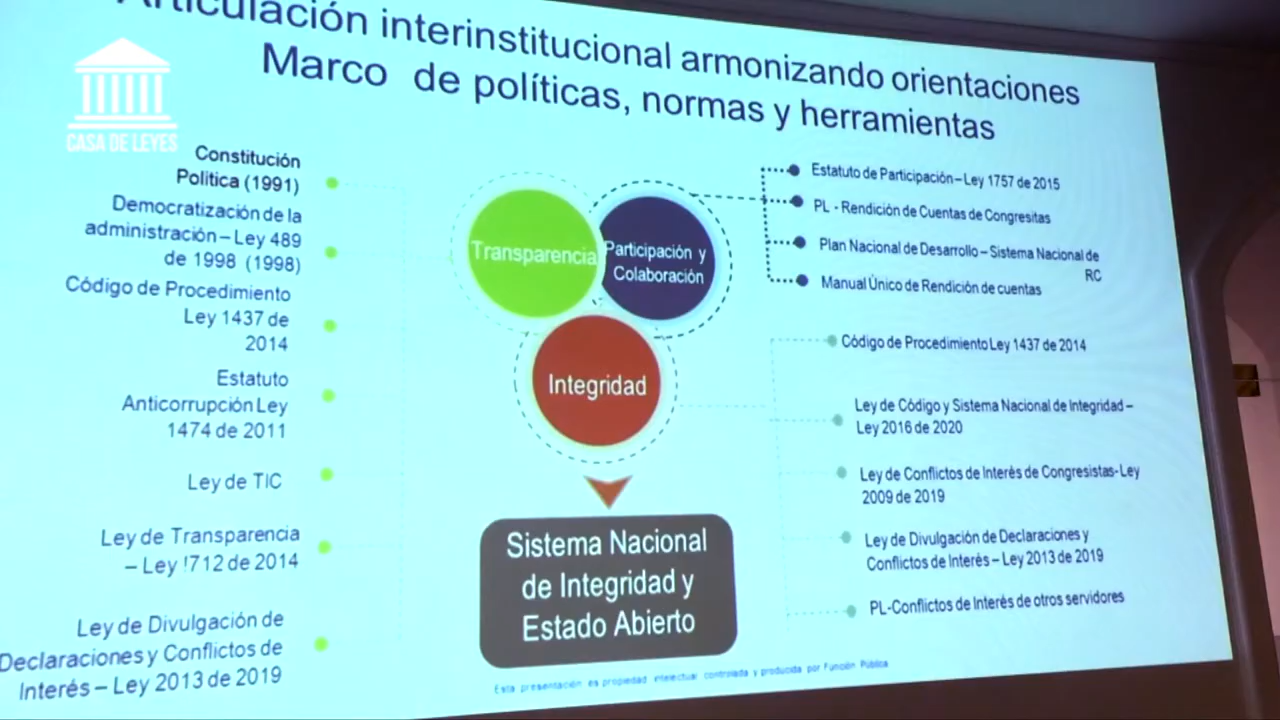 Articulación interinstitucional armonizando orientaciones
Marco de políticas, normas y herramientas
CASA DE LEYES
Constitución
Política (1991)
Democratización de la
administración – Ley 489
de 1998 (1998)
Código de Procedimiento
Ley 1437 de
2014
Estatuto
Anticorrupción Ley
1474 de 2011
Ley de TIC
Ley de Transparencia
– Ley !712 de 2014
Ley de Divulgación de
Declaraciones y Conflictos de
Interés – Ley 2013 de 2019
Transparencia
Participación y
Colaboración
Integridad
Sistema Nacional
de Integridad y
Estado Abierto
Estatuto de Participación – Ley 1757 de 2015
PL - Rendición de Cuentas de Congresitas
Plan Nacional de Desarrollo – Sistema Nacional de
RC
Manual Único de Rendición de cuentas
Código de Procedimiento Ley 1437 de 2014
Ley de Código y Sistema Nacional de Integridad –
Ley 2016 de 2020
Ley de Conflictos de Interés de Congresistas- Ley
2009 de 2019
Ley de Divulgación de Declaraciones y
Conflictos de Interés – Ley 2013 de 2019
PL-Conflictos de Interés de otros servidores
Esta presentación es propiedad intelectual controlada y producida por Función Pública